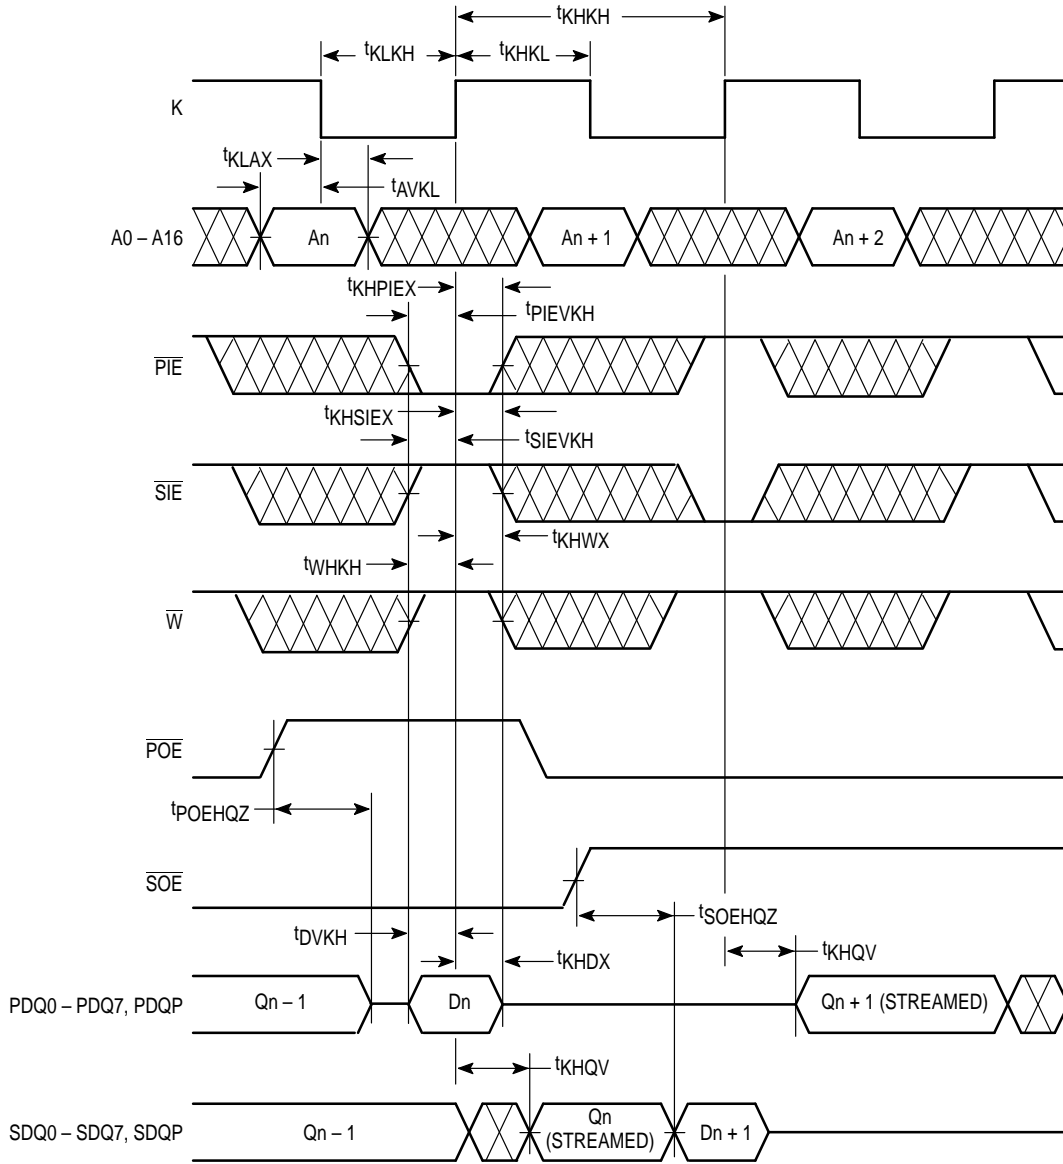 tKHKH
tKLKH
tKHKL
K
tKLAX
tAVKL
A0 – A16
An
An + 1
An + 2
tKHPIEX
tPIEVKH
PIE
tKHSIEX
tSIEVKH
SIE
tKHWX
tWHKH
W
POE
tPOEHQZ
SOE
tSOEHQZ
tDVKH
tKHDX
tKHQV
PDQ0 – PDQ7, PDQP
Qn – 1
Dn
Qn + 1 (STREAMED)
tKHQV
SDQ0 – SDQ7, SDQP
Qn – 1
Qn
(STREAMED)
Dn + 1